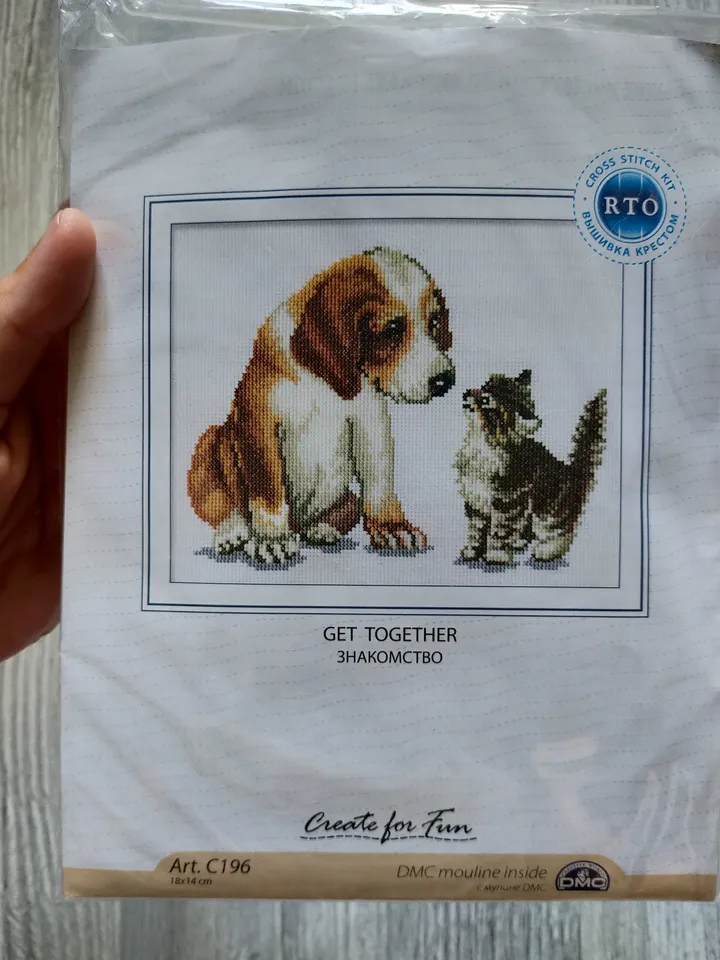 CROSS STITCH KIT
RTO
ВЫШИВКА КРЕСТОМ
GET TOGETHER
ЗНАКОМСТВО
Create for Fun
Art. C196
18x14 cm
DMC mouline inside
с мулине DMC
DMC